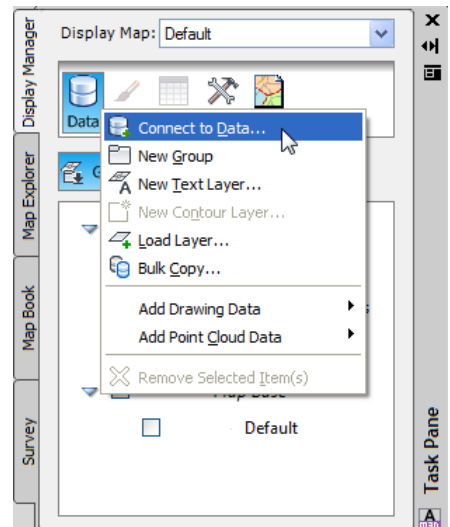 Display Manager
Map Explorer
Map Book
Survey
Display Map: Default
Data
Connect to Data...
New Group
New Text Layer...
New Contour Layer...
Load Layer...
Bulk Copy...
Add Drawing Data
Add Point Cloud Data
Remove Selected Item(s)
Map Base
Default
Task Pane